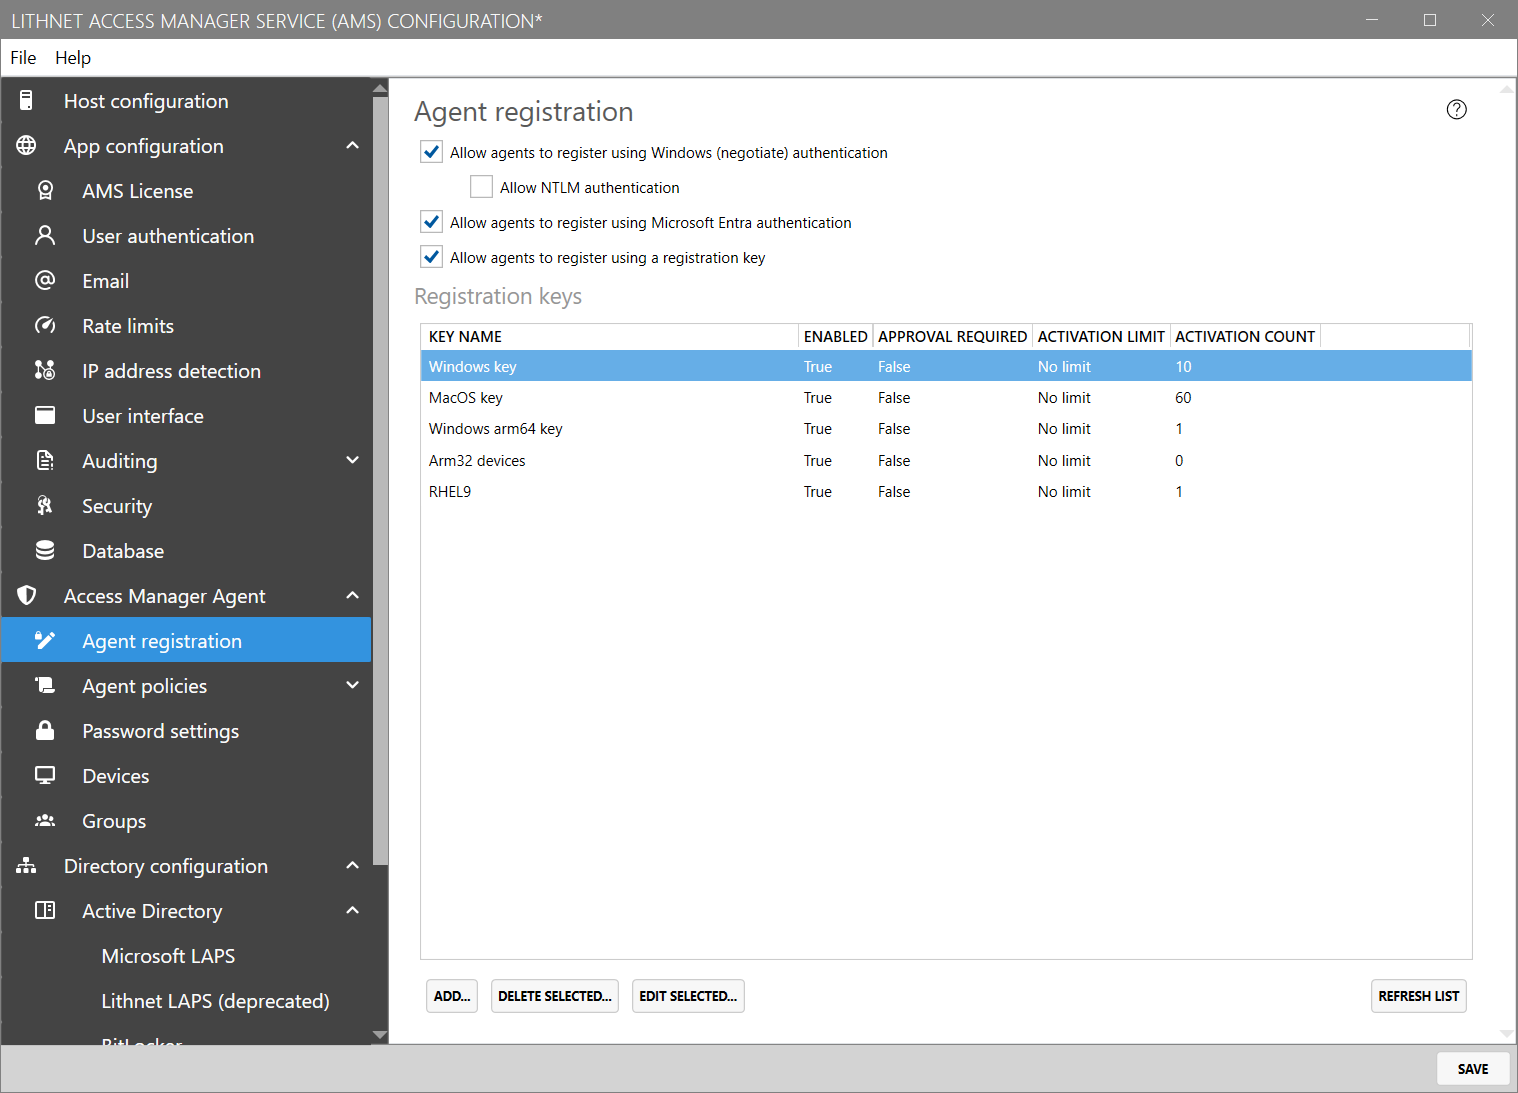 LITHNET ACCESS MANAGER SERVICE (AMS) CONFIGURATION*
File Help
Host configuration
App configuration
AMS License
User authentication
Email
Rate limits
IP address detection
User interface
Auditing
Security
Database
Access Manager Agent
Agent registration
Agent policies
Password settings
Devices
Groups
Directory configuration
Active Directory
Microsoft LAPS
Lithnet LAPS (deprecated)
BitLocker
Agent registration
Allow agents to register using Windows (negotiate) authentication
Allow NTLM authentication
Allow agents to register using Microsoft Entra authentication
Allow agents to register using a registration key
Registration keys
KEY NAME ENABLED APPROVAL REQUIRED ACTIVATION LIMIT ACTIVATION COUNT
Windows key True False No limit 10
MacOS key True False No limit 60
Windows arm64 key True False No limit 1
Arm32 devices True False No limit 0
RHEL9 True False No limit 1
ADD... DELETE SELECTED... EDIT SELECTED... REFRESH LIST
SAVE